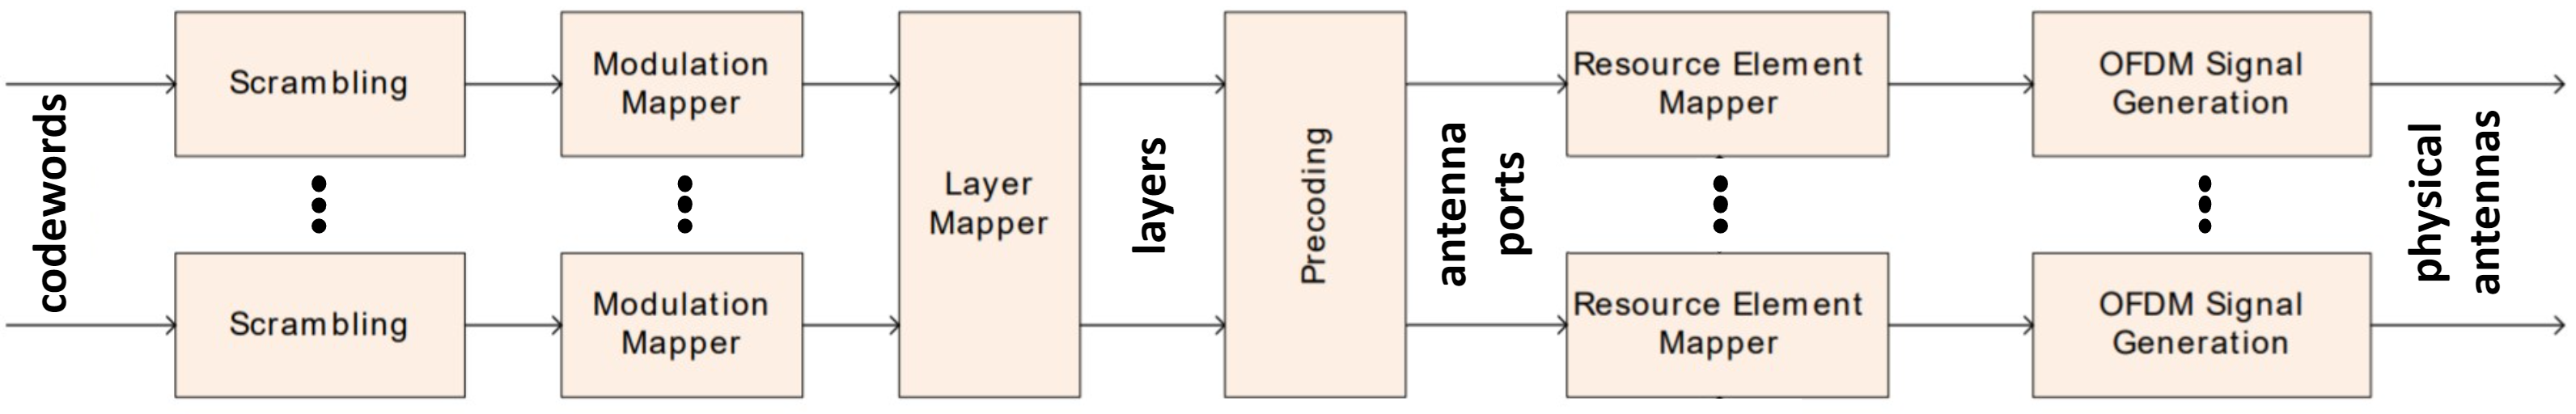 codewords
Scrambling
Modulation
Mapper
Layer
Mapper
layers
Precoding
antenna
ports
Resource Element
Mapper
OFDM Signal
Generation
physical
antennas
Scrambling
Modulation
Mapper
Resource Element
Mapper
OFDM Signal
Generation